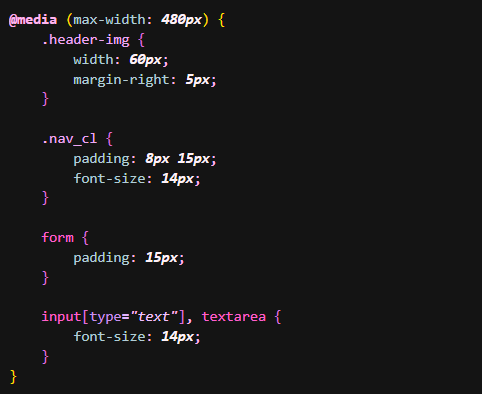 @media (max-width: 480px) {
    .header-img {
        width: 60px;
        margin-right: 5px;
    }

    .nav_cl {
        padding: 8px 15px;
        font-size: 14px;
    }

    form {
        padding: 15px;
    }

    input[type="text"], textarea {
        font-size: 14px;
    }
}